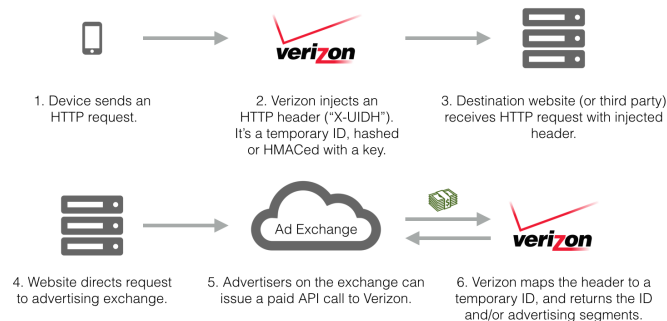 verizon
1. Device sends an
HTTP request.
2. Verizon injects an
HTTP header ("X-UIDH").
It's a temporary ID, hashed
or HMACed with a key.
3. Destination website (or third party)
receives HTTP request with injected
header.
Ad Exchange
verizon
4. Website directs request
to advertising exchange.
5. Advertisers on the exchange can
issue a paid API call to Verizon.
6. Verizon maps the header to a
temporary ID, and returns the ID
and/or advertising segments.